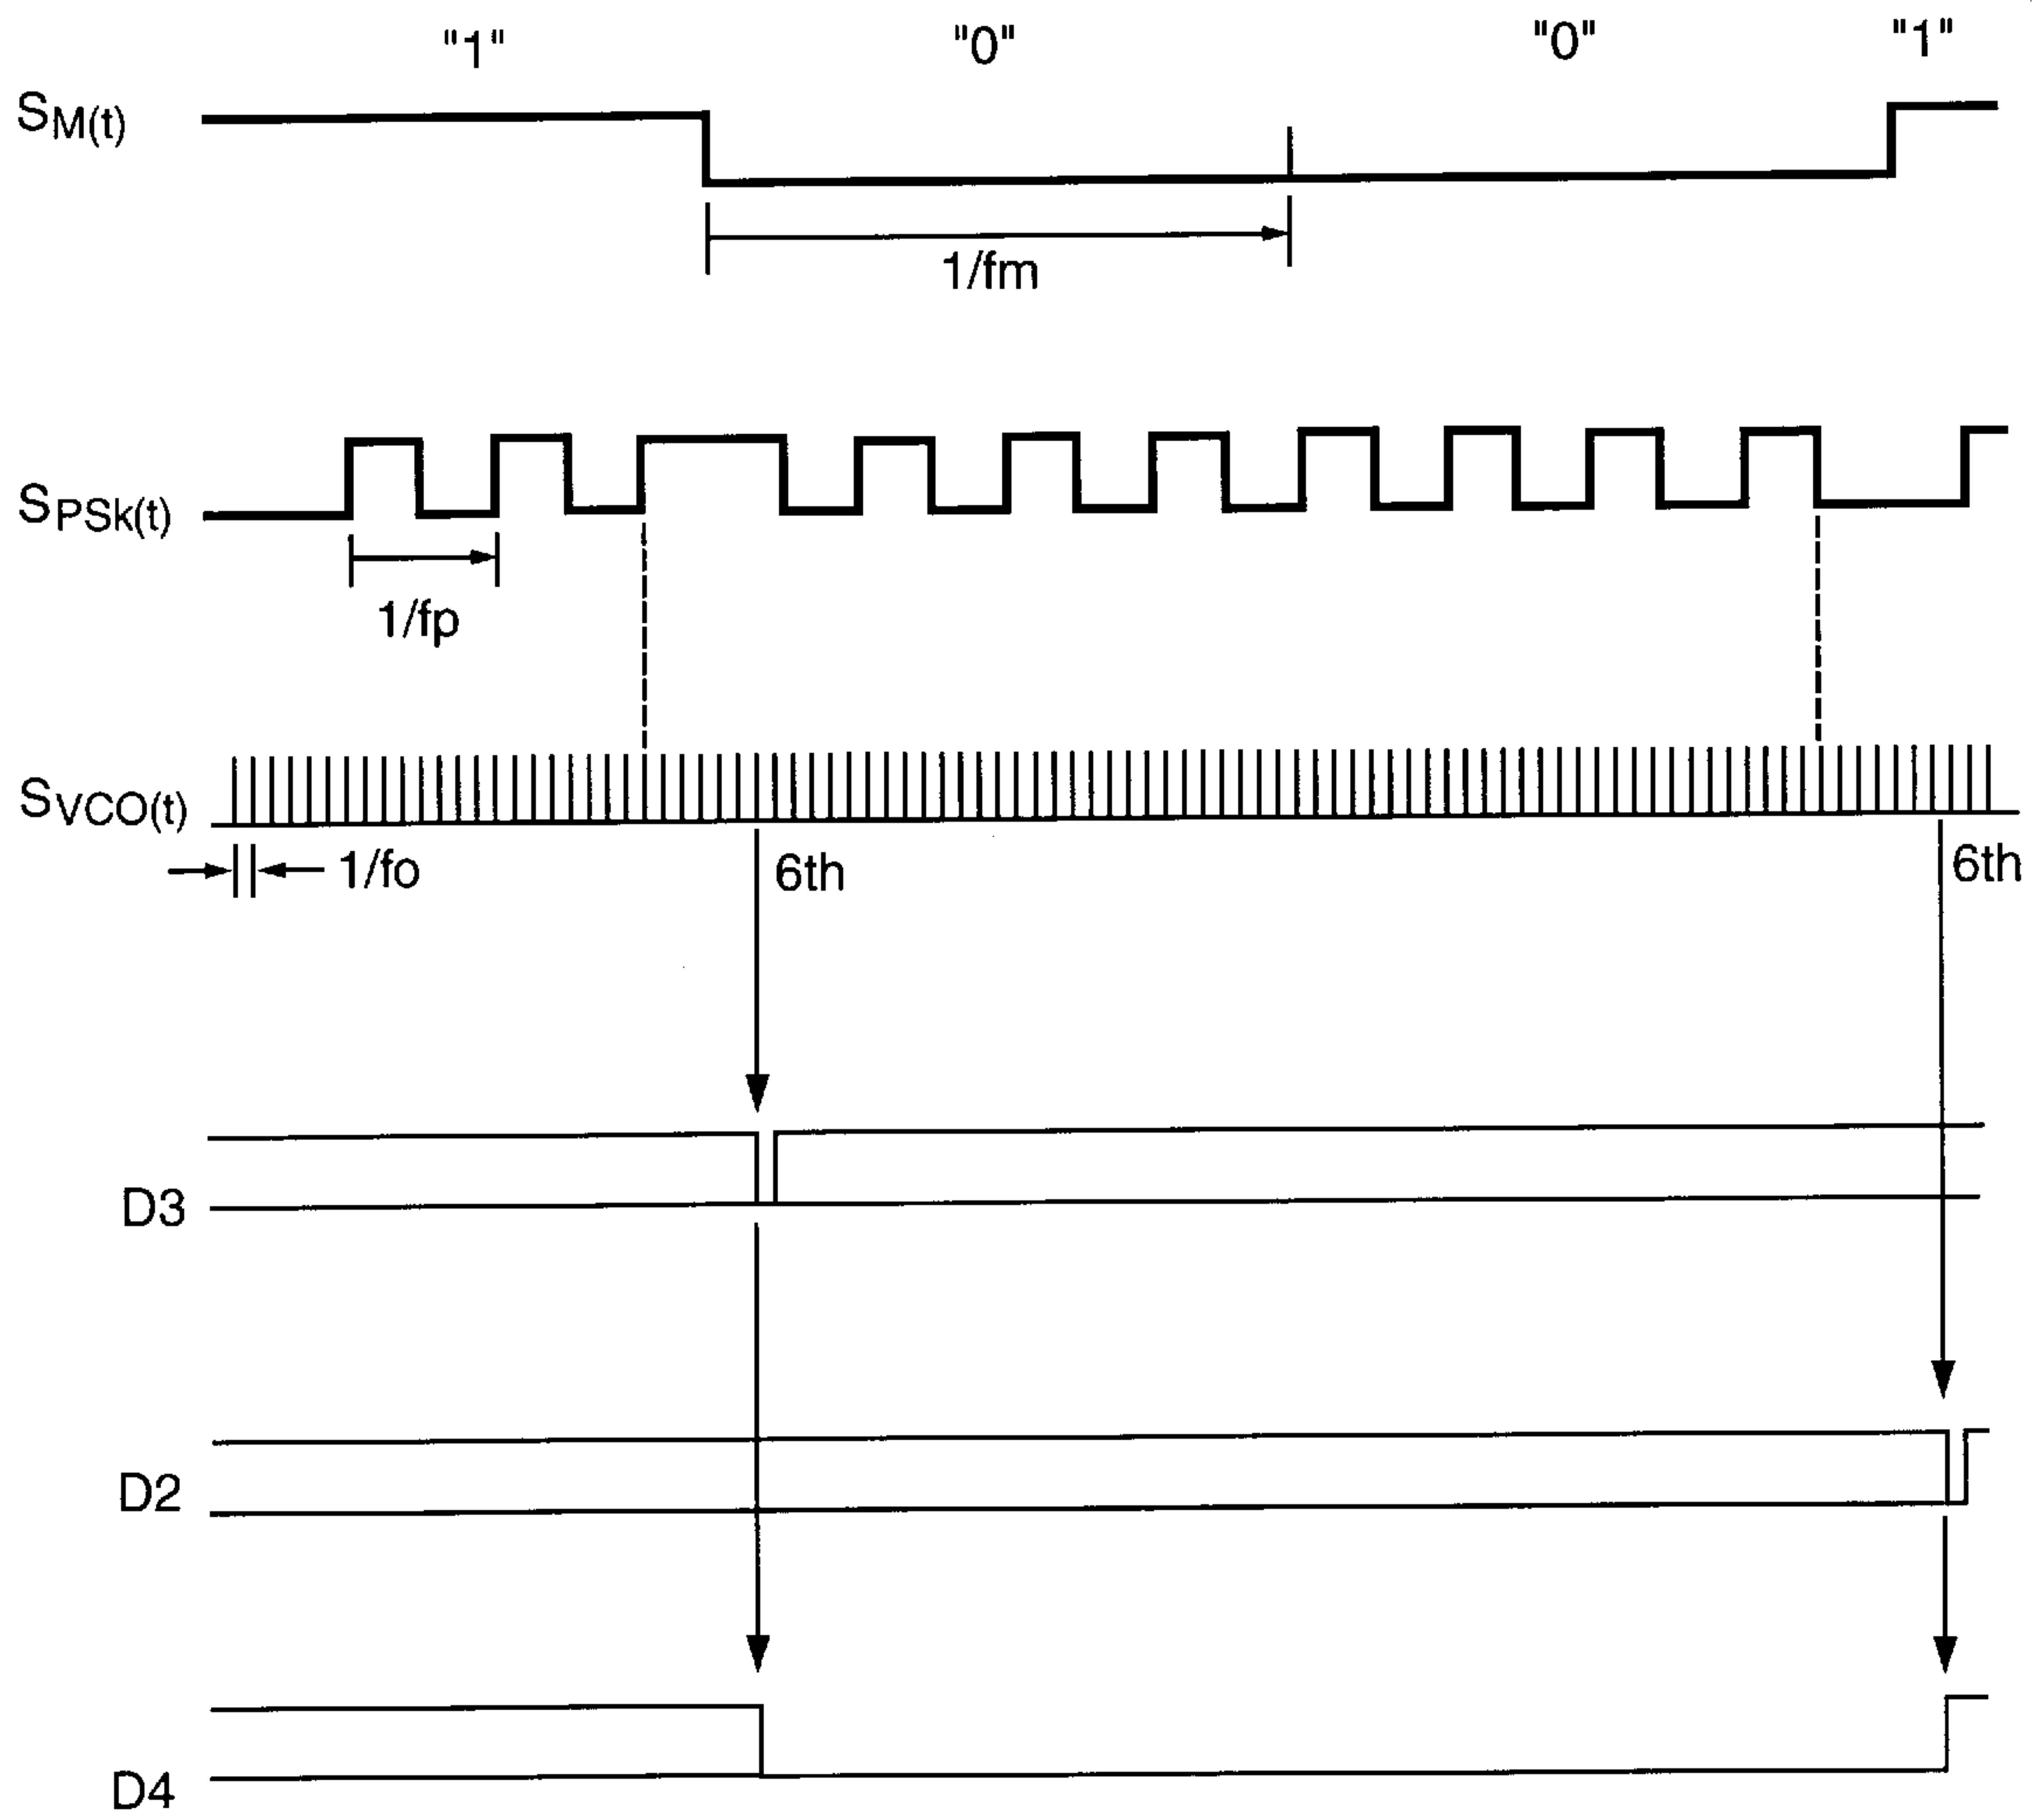 "1" "0" "0" "1"
SM(t)
1/fm
SPSk(t)
1/fp
SVCO(t)
1/fo 6th 6th
D3
D2
D4